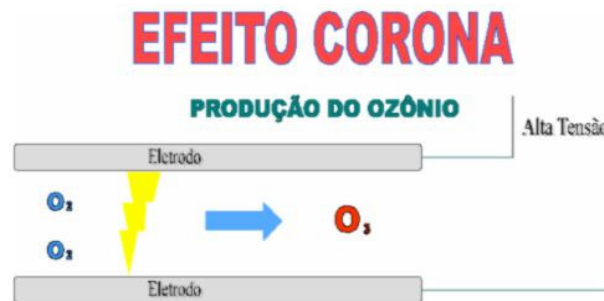 EFEITO CORONA
PRODUÇÃO DO OZÔNIO
Alta Tensão
Eletrodo
O₂
O₃
O₂
Eletrodo